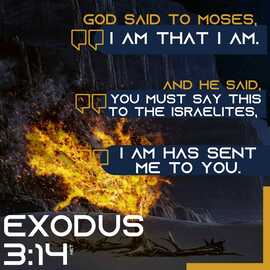 GOD SAID TO MOSES,
I AM THAT I AM.
AND HE SAID,
YOU MUST SAY THIS
TO THE ISRAELITES,
I AM HAS SENT
ME TO YOU.
EXODUS
3:14